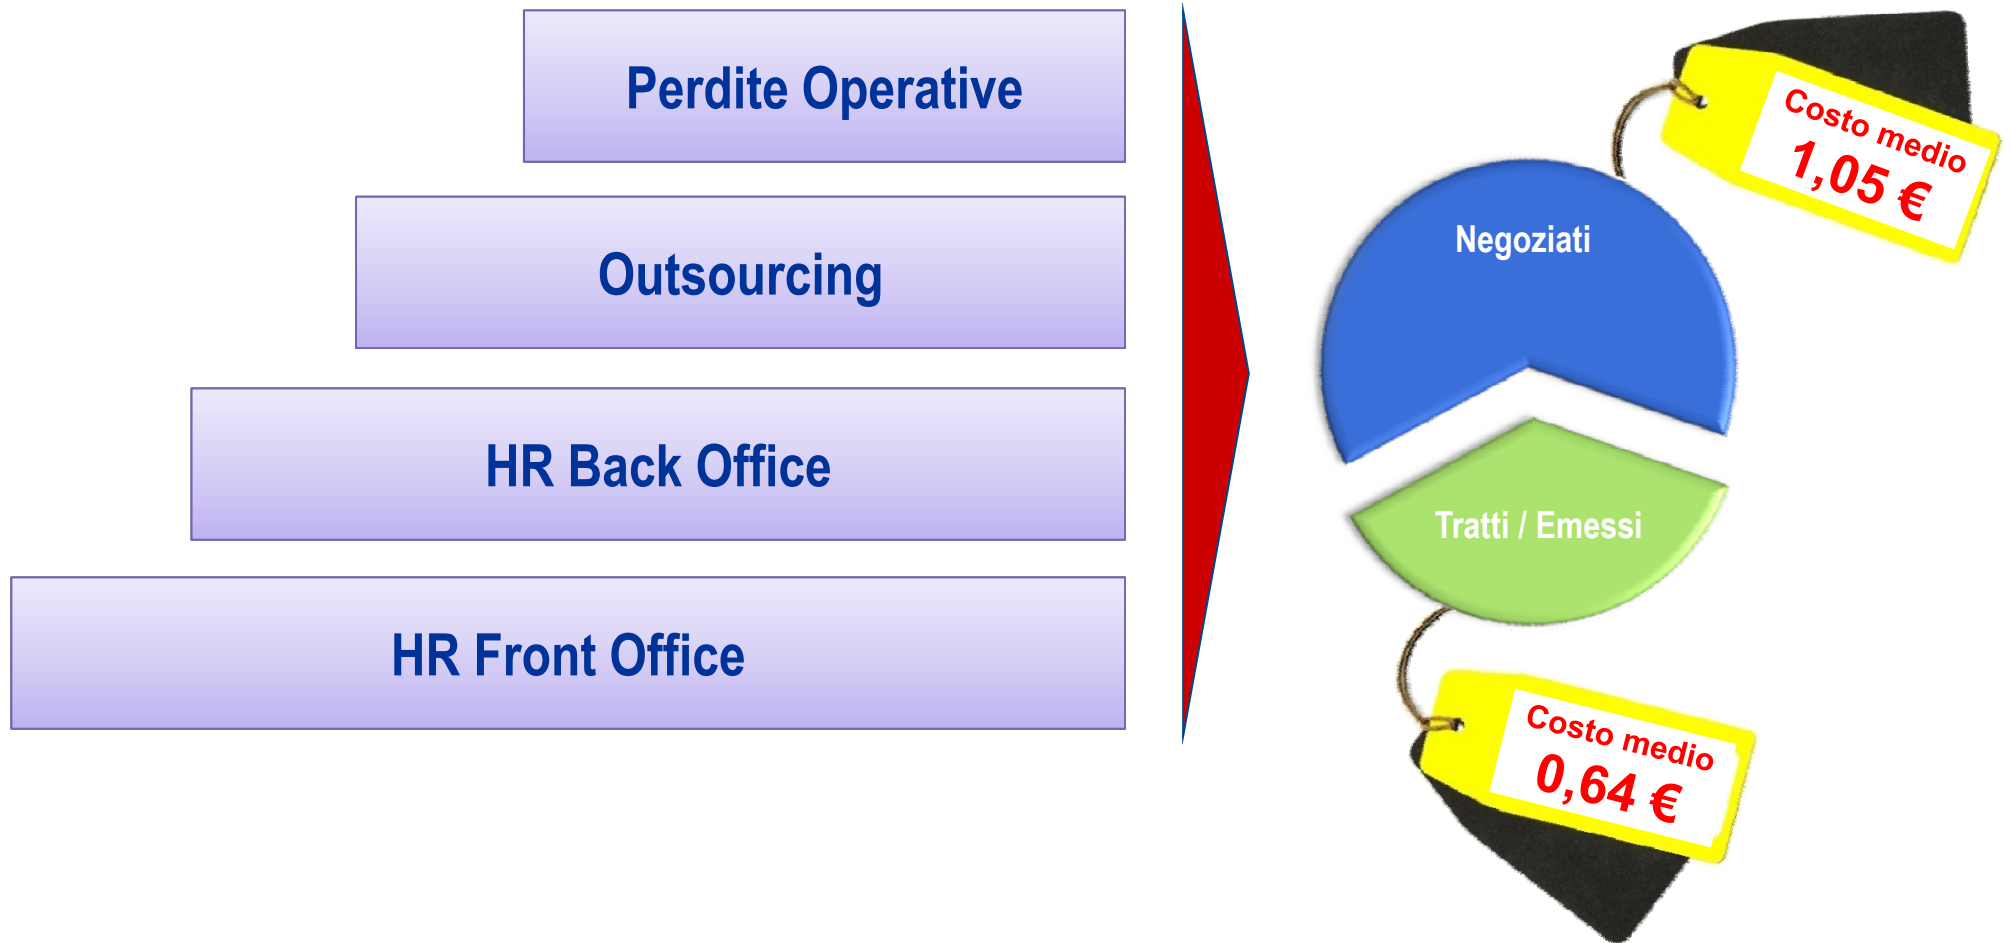 Perdite Operative
Outsourcing
HR Back Office
HR Front Office
Costo medio
1,05 €
Negoziati
Tratti / Emessi
Costo medio
0,64 €